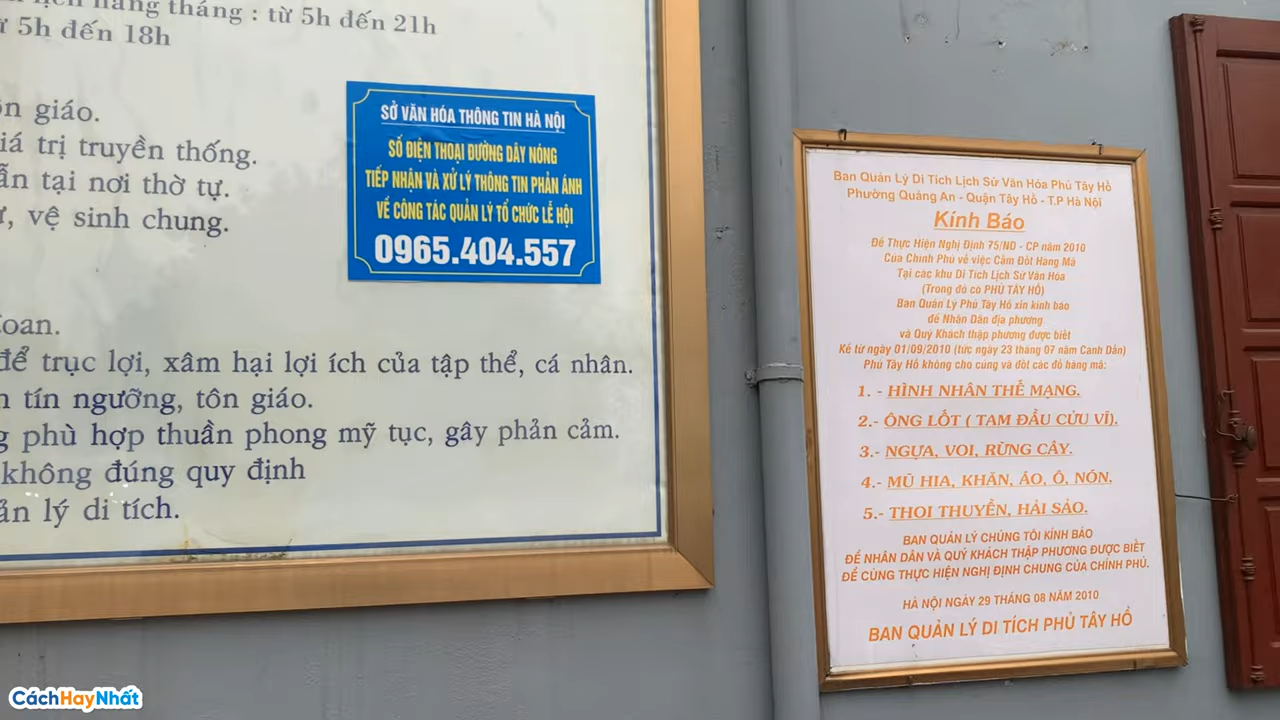 hàng tháng : từ 5h đến 21h
5h đến 18h
giáo.
trị truyền thống.
tại nơi thờ tự.
vệ sinh chung.
để trục lợi, xâm hại lợi ích của tập thể, cá nhân.
tín ngưỡng, tôn giáo.
phù hợp thuần phong mỹ tục, gây phản cảm.
không đúng quy định
lý di tích.
SỞ VĂN HÓA THÔNG TIN HÀ NỘI
SỐ ĐIỆN THOẠI ĐƯỜNG DÂY NÓNG
TIẾP NHẬN VÀ XỬ LÝ THÔNG TIN PHẢN ÁNH
VỀ CÔNG TÁC QUẢN LÝ TỔ CHỨC LỄ HỘI
0965.404.557
Ban Quản Lý Di Tích Lịch Sử Văn Hóa Phủ Tây Hồ
Phường Quảng An - Quận Tây Hồ - T.P Hà Nội
Kính Báo
Để Thực Hiện Nghị Định 75/ND - CP năm 2010
Của Chính Phủ về việc Cấm Đốt Hàng Mã
Tại các khu Di Tích Lịch Sử Văn Hóa
(Trong đó có PHỦ TÂY HỒ)
Ban Quản Lý Phủ Tây Hồ xin kính báo
để Nhân Dân địa phương
và Quý Khách thập phương được biết
Kể từ ngày 01/09/2010 (tức ngày 23 tháng 07 năm Canh Dần)
Phủ Tây Hồ không cho cúng và đốt các đồ hàng mã:
1. - HÌNH NHÂN THẾ MẠNG.
2.- ÔNG LỐT ( TAM ĐẦU CỬU VĨ).
3.- NGỰA, VOI, RỪNG CÂY.
4.- MŨ HIA, KHĂN, ÁO, Ô, NÓN.
5.- THOI THUYỀN, HẢI SẢO.
BAN QUẢN LÝ CHÚNG TÔI KÍNH BÁO
ĐỂ NHÂN DÂN VÀ QUÝ KHÁCH THẬP PHƯƠNG ĐƯỢC BIẾT
ĐỂ CÙNG THỰC HIỆN NGHỊ ĐỊNH CHUNG CỦA CHÍNH PHỦ.
HÀ NỘI NGÀY 29 THÁNG 08 NĂM 2010
BAN QUẢN LÝ DI TÍCH PHỦ TÂY HỒ
CáchHayNhất